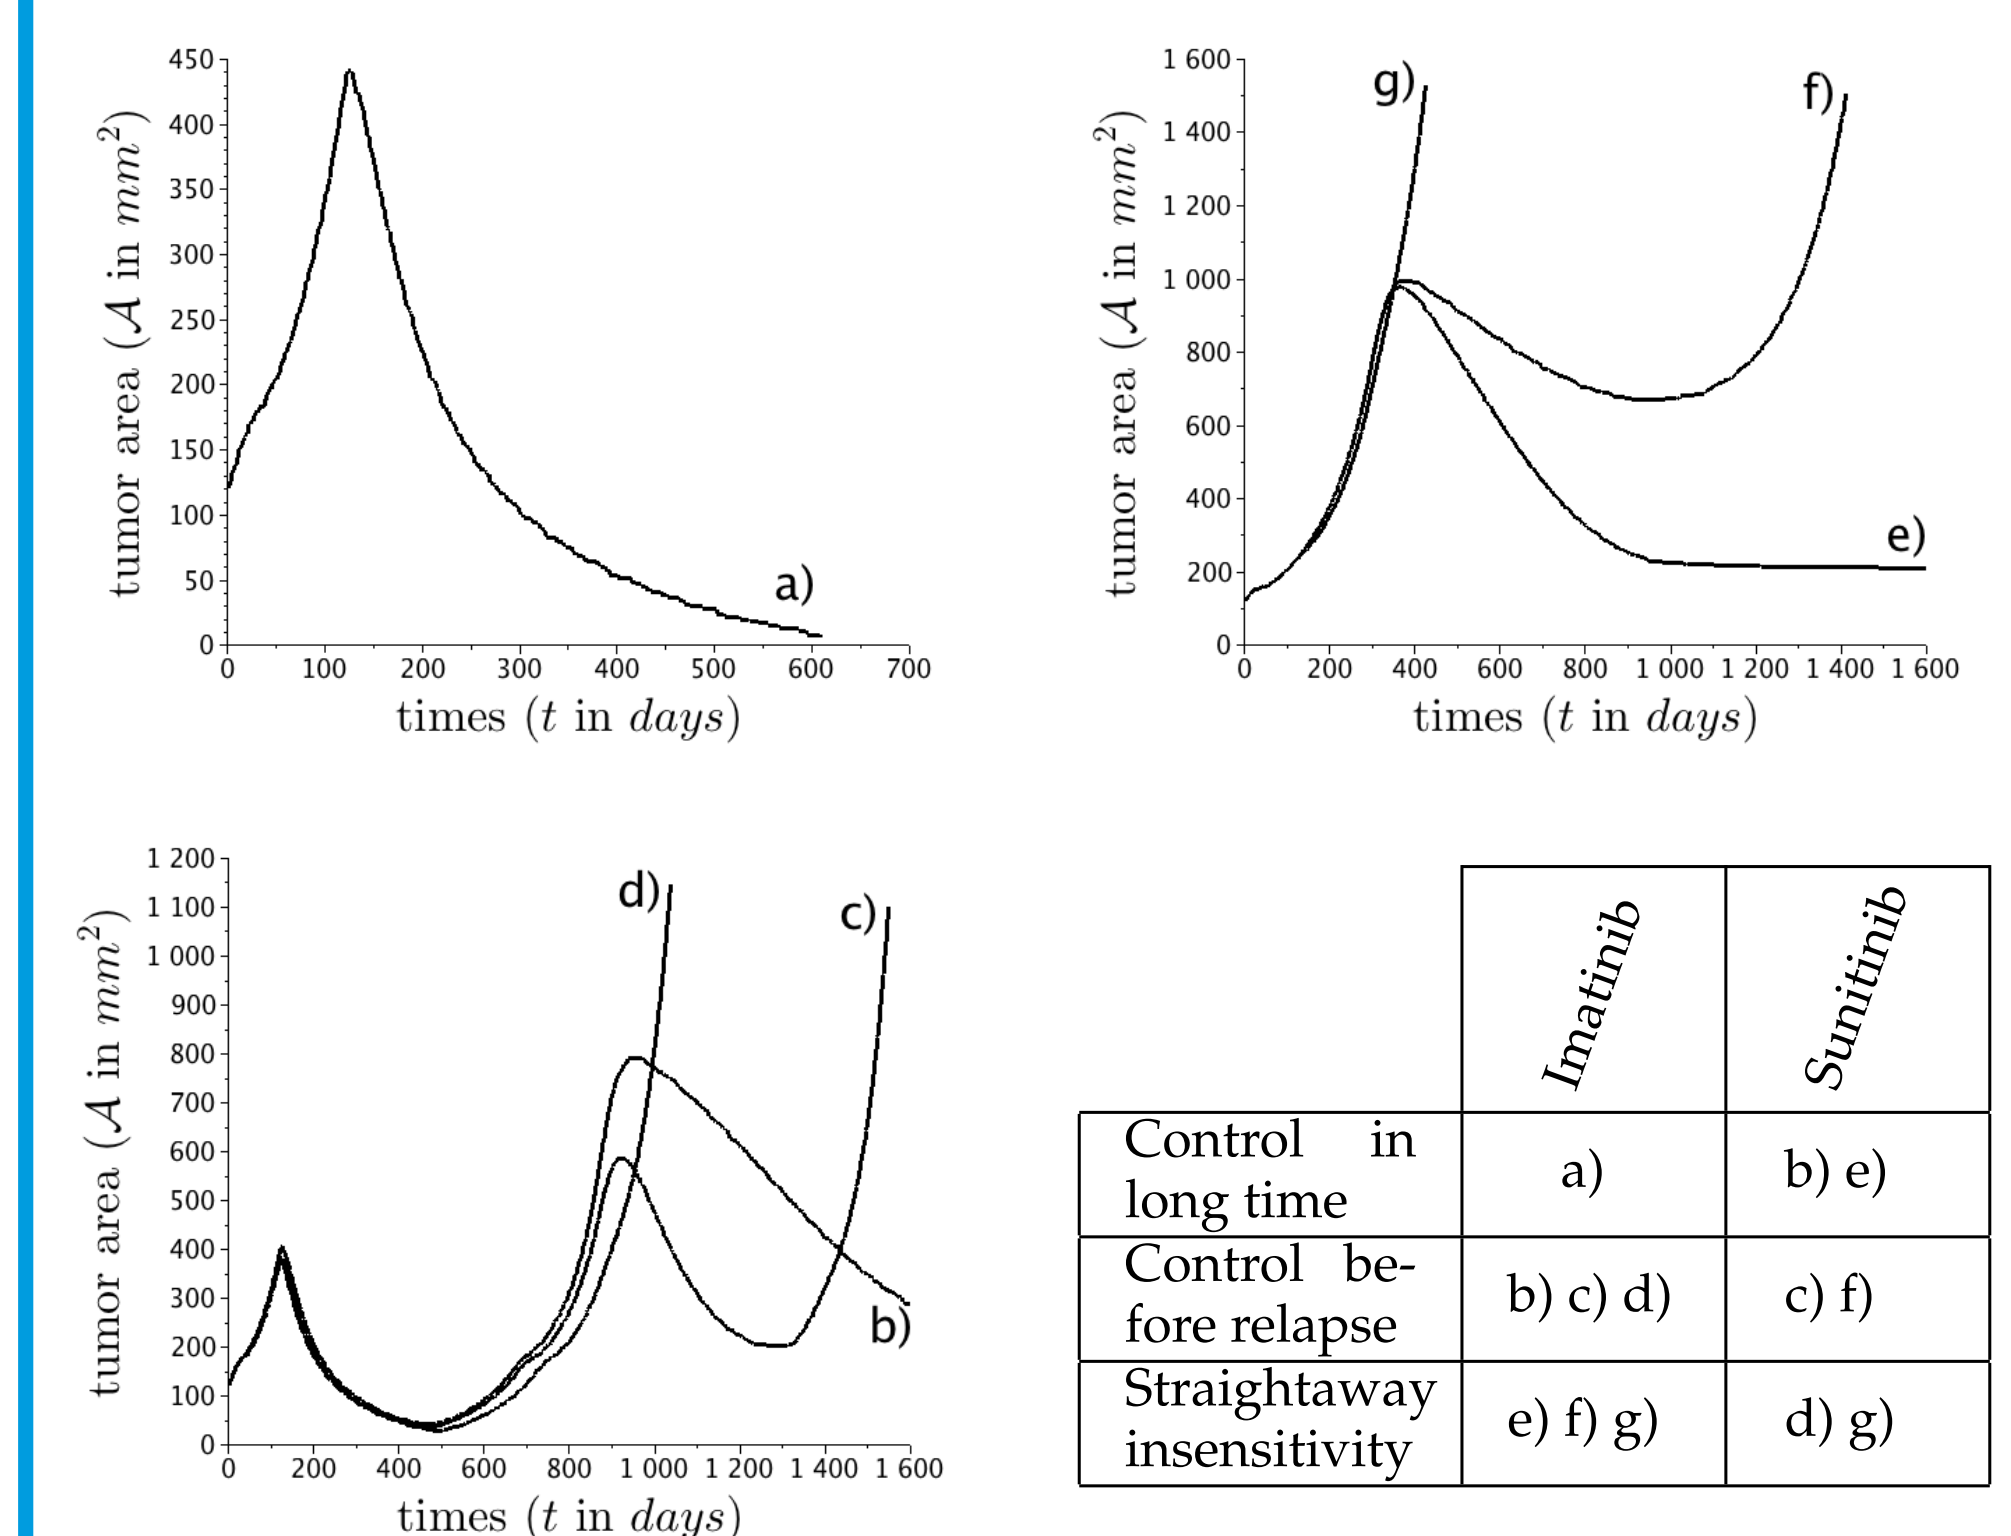 450
400
350
300
250
200
150
100
50
0
tumor area (𝒜 in mm²)
a)
0 100 200 300 400 500 600 700
times (t in days)
1 600
1 400
1 200
1 000
800
600
400
200
0
tumor area (𝒜 in mm²)
g)
f)
e)
0 200 400 600 800 1 000 1 200 1 400 1 600
times (t in days)
1 200
1 100
1 000
900
800
700
600
500
400
300
200
100
0
tumor area (𝒜 in mm²)
d)
c)
b)
0 200 400 600 800 1 000 1 200 1 400 1 600
times (t in days)
Imatinib Sunitinib
Control in
long time
a) b) e)
Control be-
fore relapse
b) c) d) c) f)
Straightaway
insensitivity
e) f) g) d) g)